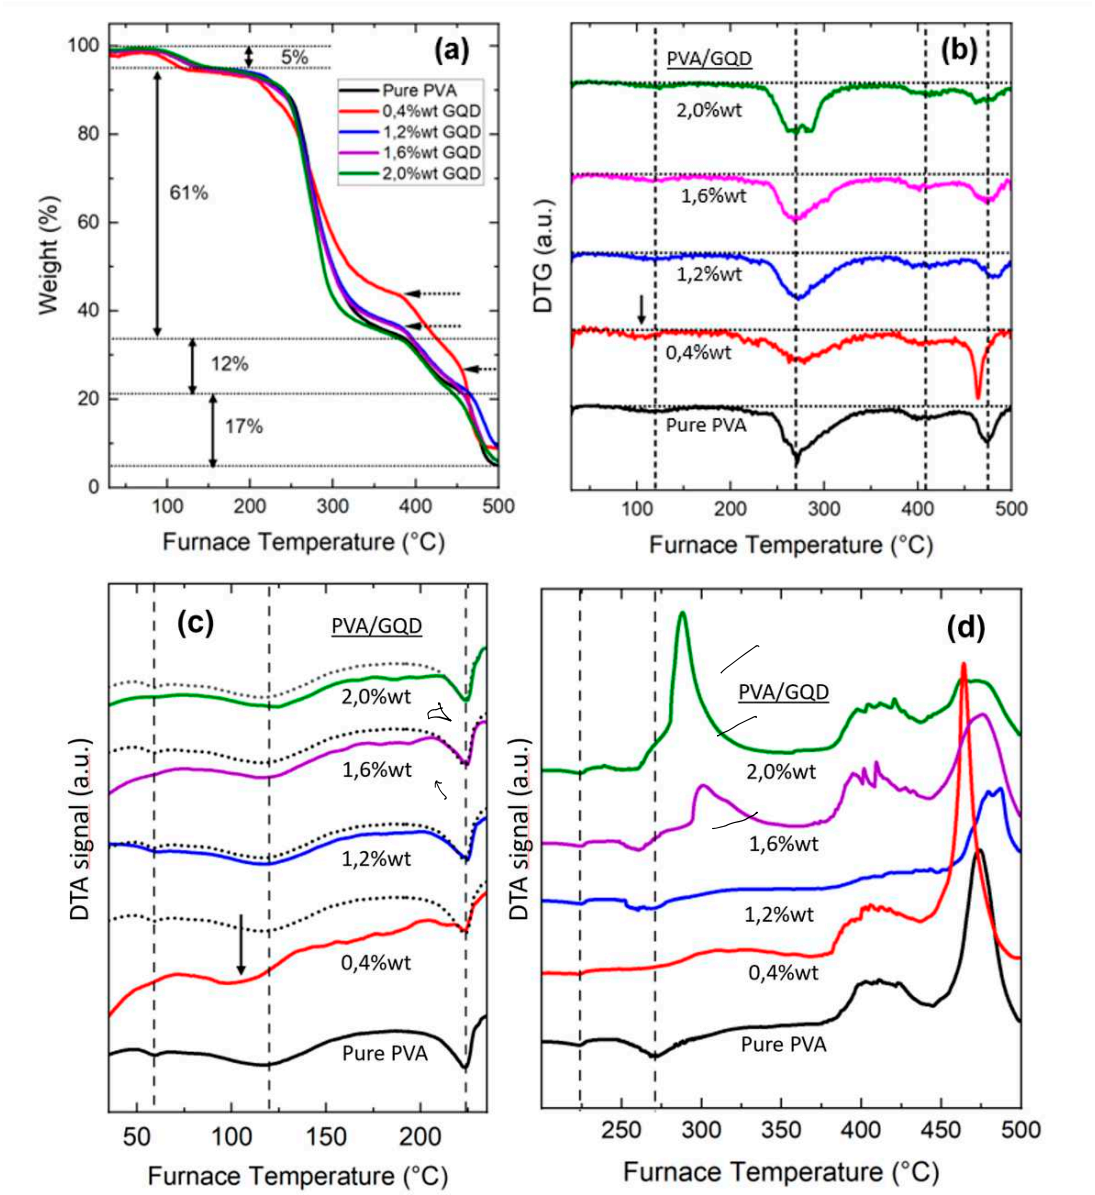 (a)
5%
61%
12%
17%
Pure PVA
0,4%wt GQD
1,2%wt GQD
1,6%wt GQD
2,0%wt GQD
100
80
60
40
20
0
Weight (%)
100 200 300 400 500
Furnace Temperature (°C)
(b)
PVA/GQD
2,0%wt
1,6%wt
1,2%wt
0,4%wt
Pure PVA
DTG (a.u.)
100 200 300 400 500
Furnace Temperature (°C)
(c)
PVA/GQD
2,0%wt
1,6%wt
1,2%wt
0,4%wt
Pure PVA
DTA signal (a.u.)
50 100 150 200
Furnace Temperature (°C)
(d)
PVA/GQD
2,0%wt
1,6%wt
1,2%wt
0,4%wt
Pure PVA
DTA signal (a.u.)
250 300 350 400 450 500
Furnace Temperature (°C)